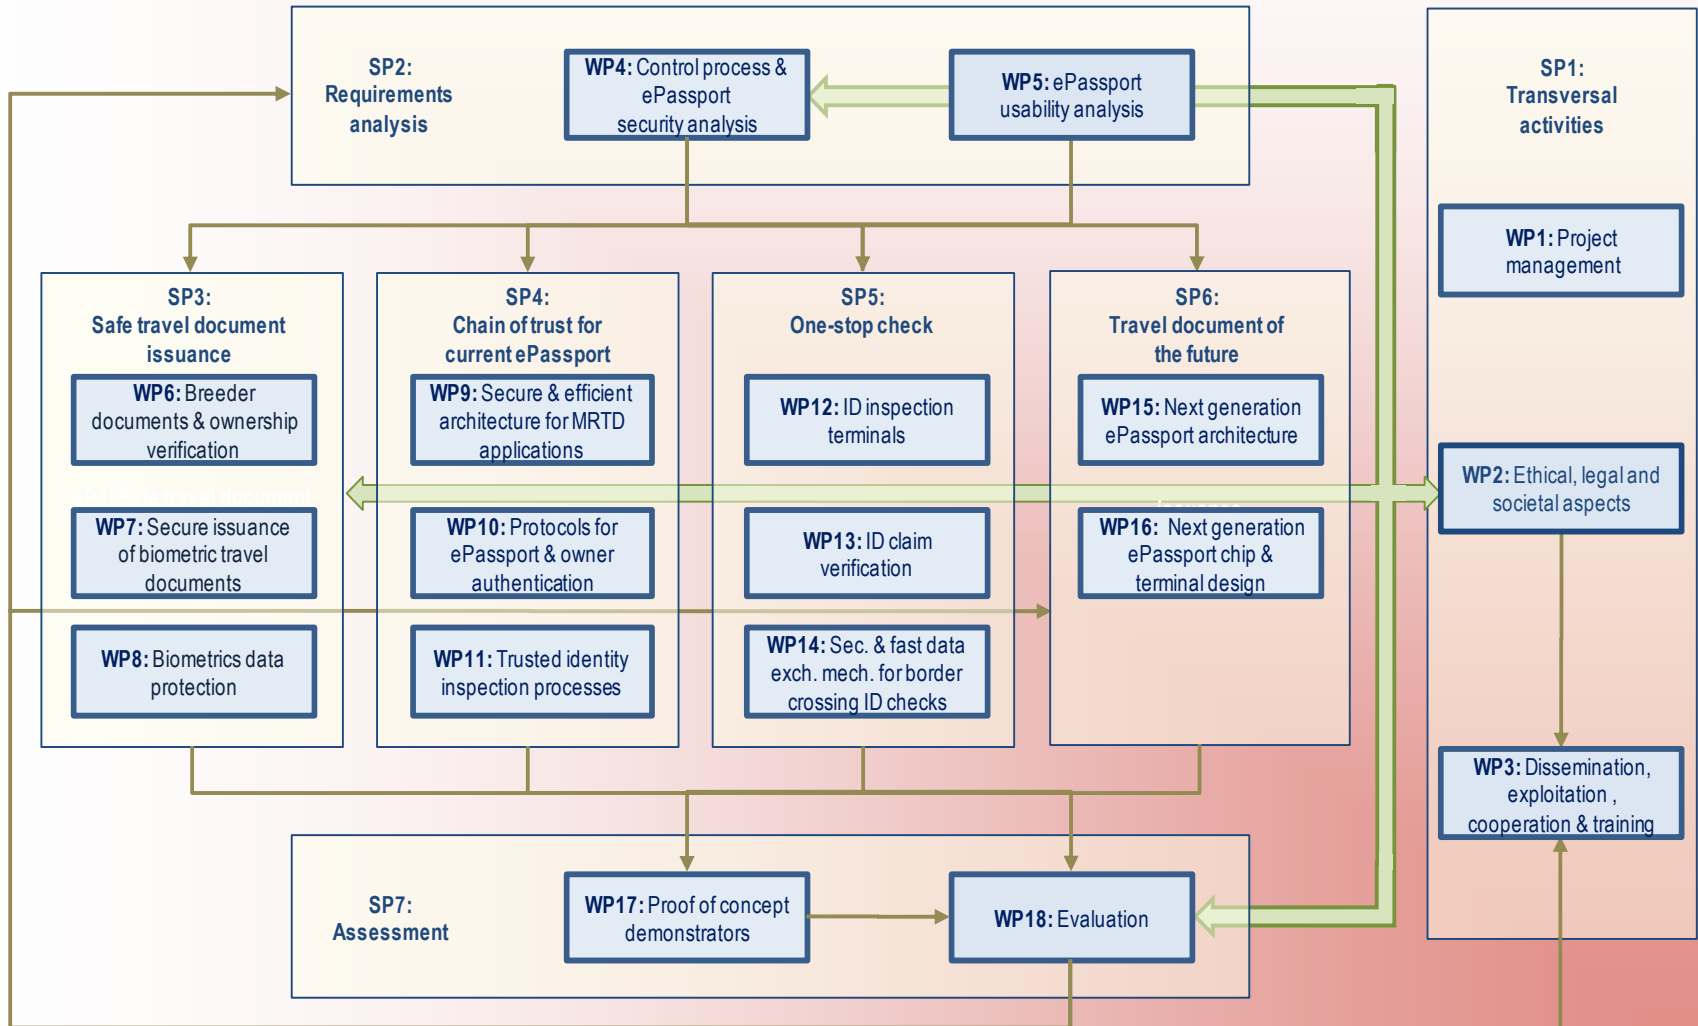 SP2:
Requirements
analysis
WP4: Control process &
ePassport
security analysis
WP5: ePassport
usability analysis
SP1:
Transversal
activities
WP1: Project
management
WP2: Ethical, legal and
societal aspects
WP3: Dissemination,
exploitation ,
cooperation & training
SP3:
Safe travel document
issuance
WP6: Breeder
documents & ownership
verification
SP3: Safe travel document
WP7: Secure issuance
of biometric travel
documents
WP8: Biometrics data
protection
SP4:
Chain of trust for
current ePassport
WP9: Secure & efficient
architecture for MRTD
applications
WP10: Protocols for
ePassport & owner
authentication
WP11: Trusted identity
inspection processes
SP5:
One-stop check
WP12: ID inspection
terminals
WP13: ID claim
verification
WP14: Sec. & fast data
exch. mech. for border
crossing ID checks
SP6:
Travel document of
the future
WP15: Next generation
ePassport architecture
WP16: Next generation
ePassport chip &
terminal design
SP7:
Assessment
WP17: Proof of concept
demonstrators
WP18: Evaluation